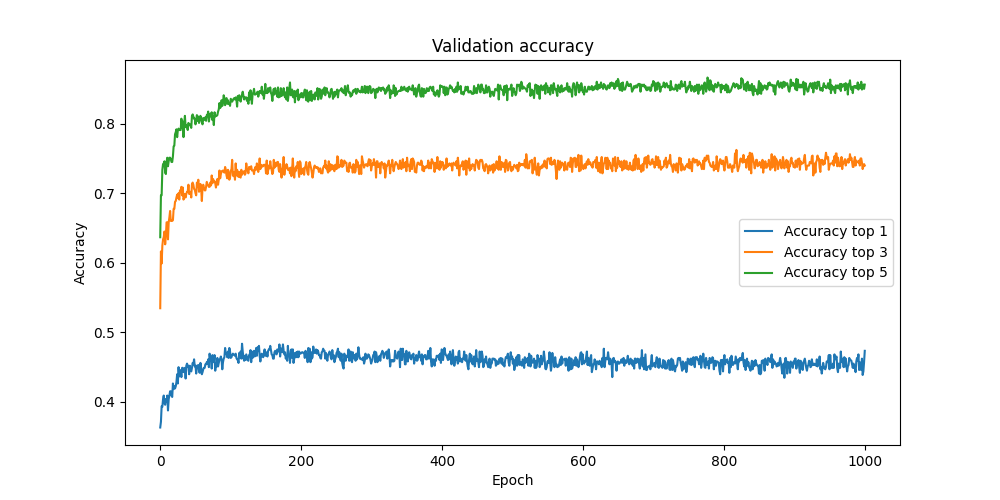 Validation accuracy
Accuracy
0.8
0.7
0.6
0.5
0.4
Accuracy top 1
Accuracy top 3
Accuracy top 5
0
200
400
600
800
1000
Epoch